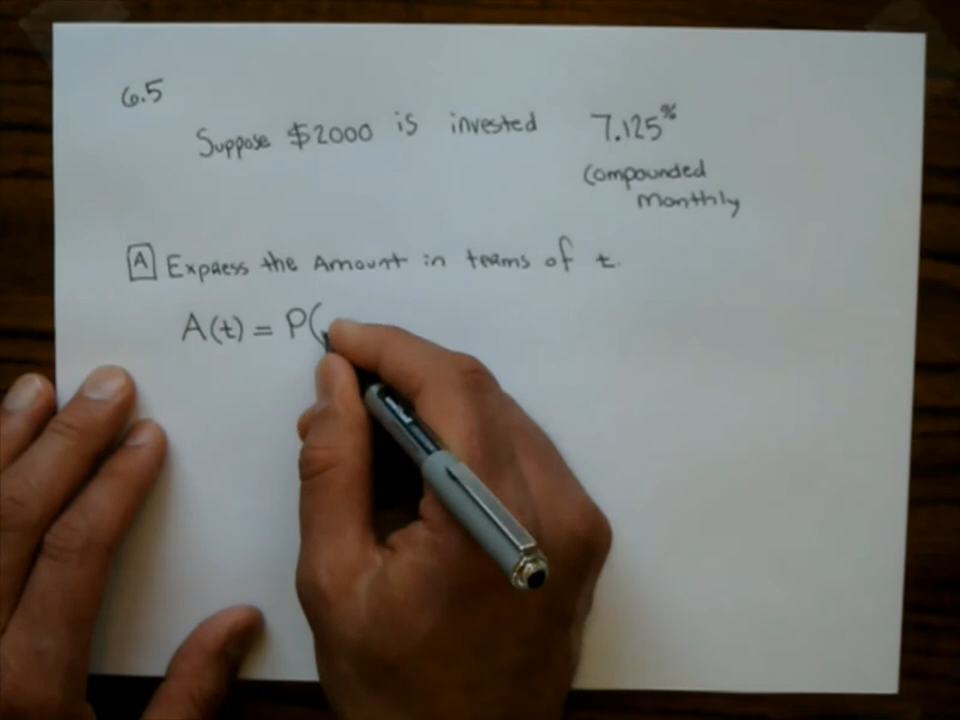 6.5
Suppose $2000 is invested 7.125%
Compounded
Monthly
A Express the Amount in terms of t.
A(t) = P(